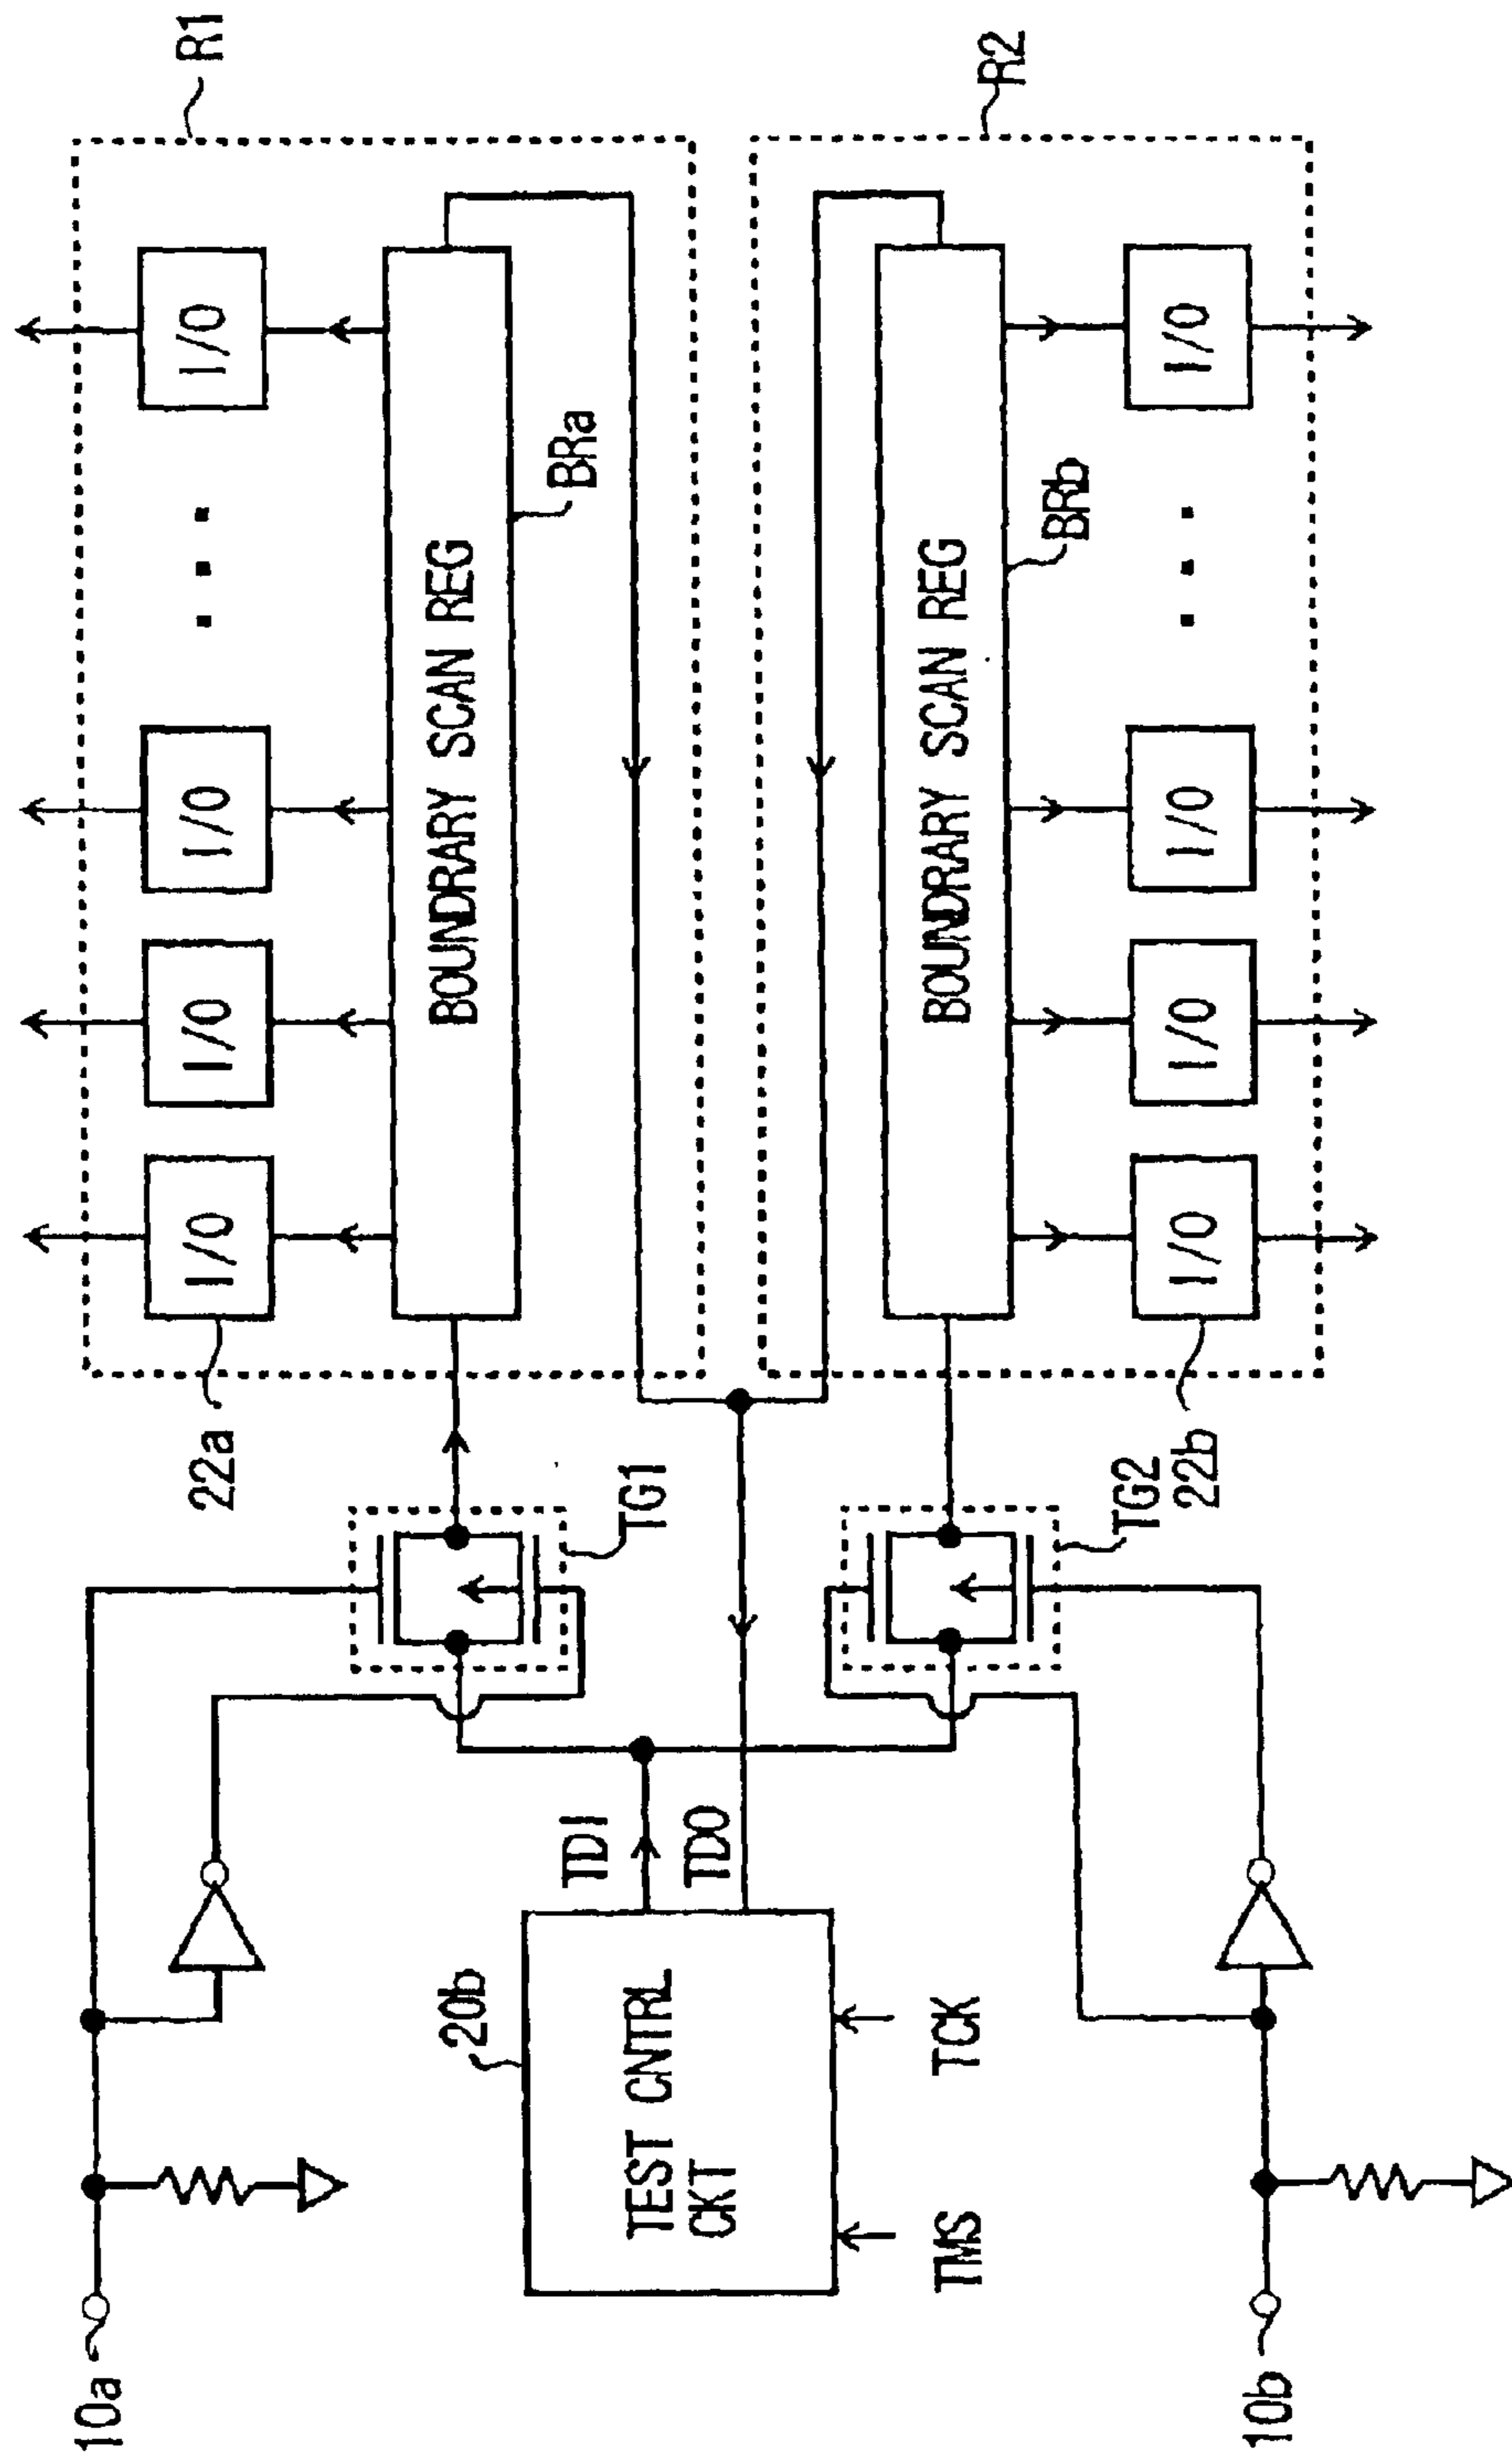 R1
I/O
I/O
I/O
I/O
22a
BOUNDRARY SCAN REG
BRa
10a
TG1
20b
TEST CNTRL
CKT
TDI
TDO
TMS
TCK
R2
BOUNDRARY SCAN REG
BRb
TG2
22b
I/O
I/O
I/O
I/O
10b